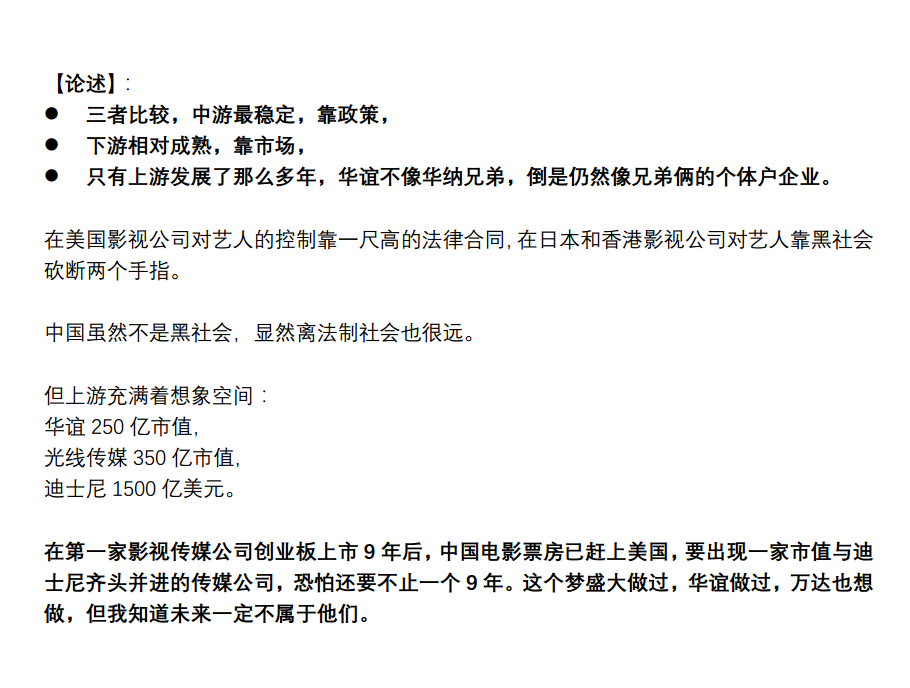 【论述】:
● 三者比较，中游最稳定，靠政策，
● 下游相对成熟，靠市场，
● 只有上游发展了那么多年，华谊不像华纳兄弟，倒是仍然像兄弟俩的个体户企业。
在美国影视公司对艺人的控制靠一尺高的法律合同,在日本和香港影视公司对艺人靠黑社会
砍断两个手指。
中国虽然不是黑社会，显然离法制社会也很远。
但上游充满着想象空间：
华谊 250 亿市值，
光线传媒 350 亿市值，
迪士尼 1500 亿美元。
在第一家影视传媒公司创业板上市 9 年后，中国电影票房已赶上美国，要出现一家市值与迪
士尼齐头并进的传媒公司，恐怕还要不止一个 9 年。这个梦盛大做过，华谊做过，万达也想
做，但我知道未来一定不属于他们。